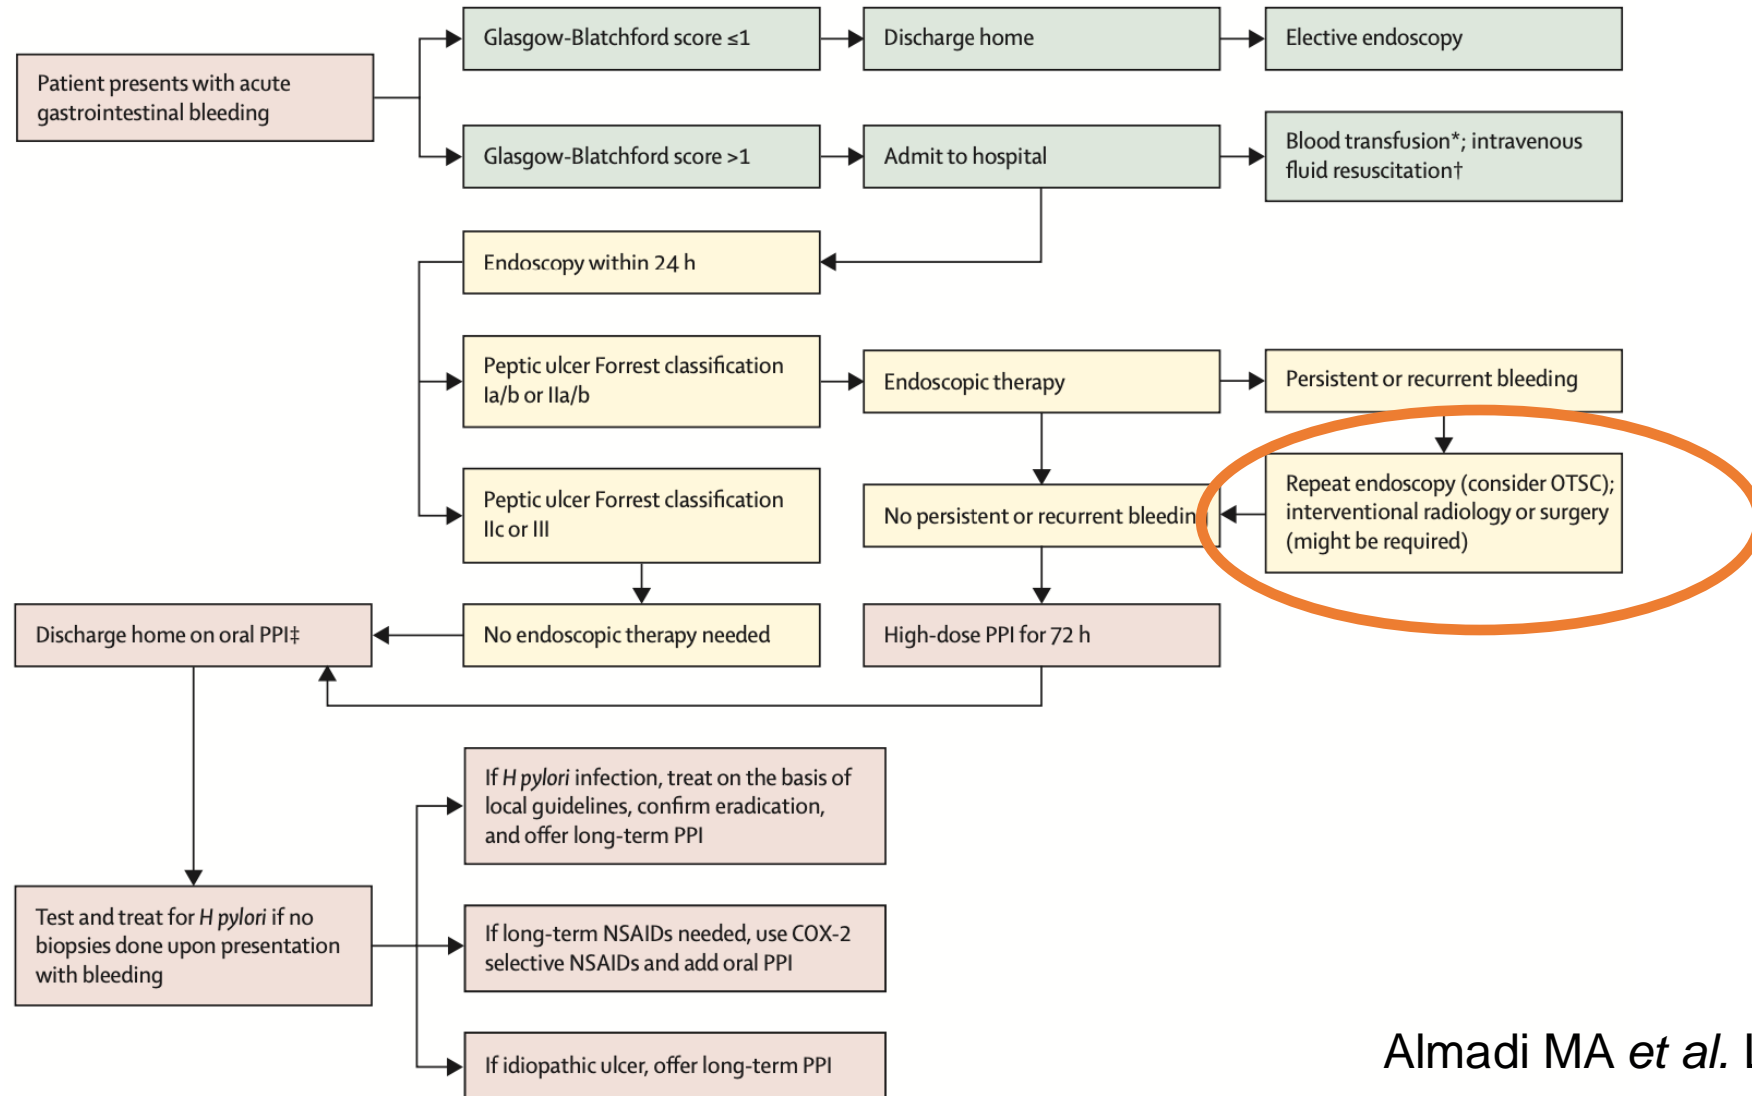 Glasgow-Blatchford score ≤1
Discharge home
Elective endoscopy
Patient presents with acute
gastrointestinal bleeding
Glasgow-Blatchford score >1
Admit to hospital
Blood transfusion*; intravenous
fluid resuscitation†
Endoscopy within 24 h
Peptic ulcer Forrest classification
Ia/b or IIa/b
Endoscopic therapy
Persistent or recurrent bleeding
Peptic ulcer Forrest classification
IIc or III
No persistent or recurrent bleeding
Repeat endoscopy (consider OTSC);
interventional radiology or surgery
(might be required)
Discharge home on oral PPI‡
No endoscopic therapy needed
High-dose PPI for 72 h
If H pylori infection, treat on the basis of
local guidelines, confirm eradication,
and offer long-term PPI
Test and treat for H pylori if no
biopsies done upon presentation
with bleeding
If long-term NSAIDs needed, use COX-2
selective NSAIDs and add oral PPI
If idiopathic ulcer, offer long-term PPI
Almadi MA et al. L